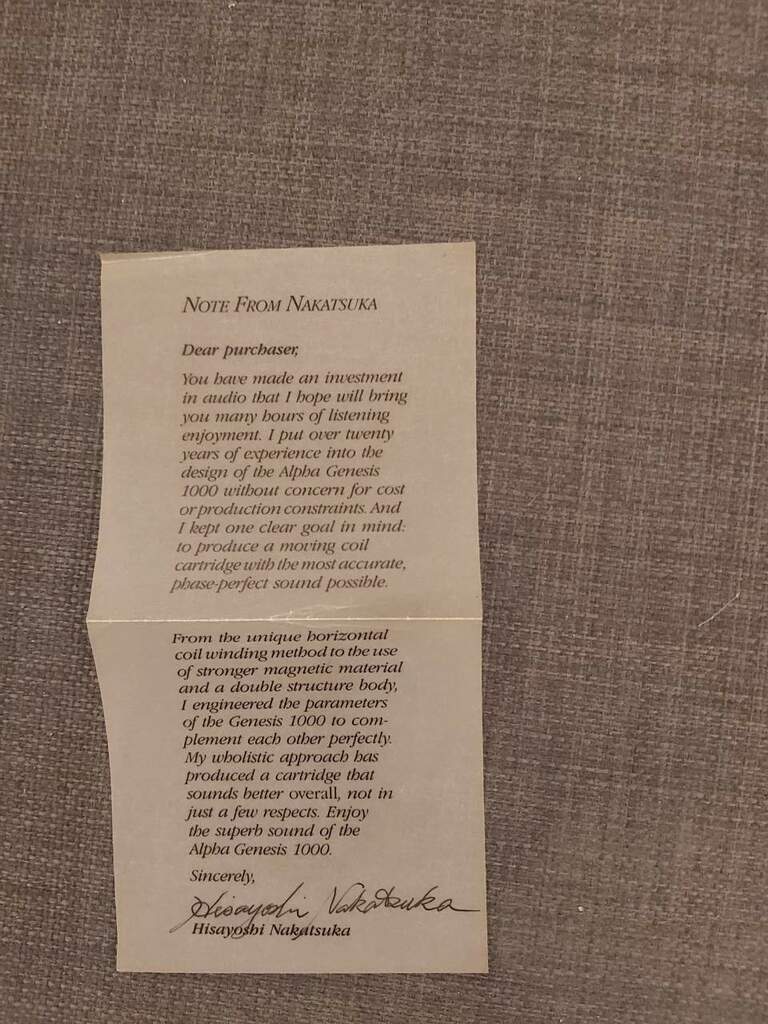 NOTE FROM NAKATSUKA
Dear purchaser,
You have made an investment
in audio that I hope will bring
you many hours of listening
enjoyment. I put over twenty
years of experience into the
design of the Alpha Genesis
1000 without concern for cost
or production constraints. And
I kept one clear goal in mind:
to produce a moving coil
cartridge with the most accurate,
phase-perfect sound possible.
From the unique horizontal
coil winding method to the use
of stronger magnetic material
and a double structure body,
I engineered the parameters
of the Genesis 1000 to com-
plement each other perfectly.
My wholistic approach has
produced a cartridge that
sounds better overall, not in
just a few respects. Enjoy
the superb sound of the
Alpha Genesis 1000.
Sincerely,
Hisayoshi Nakatsuka
Hisayoshi Nakatsuka